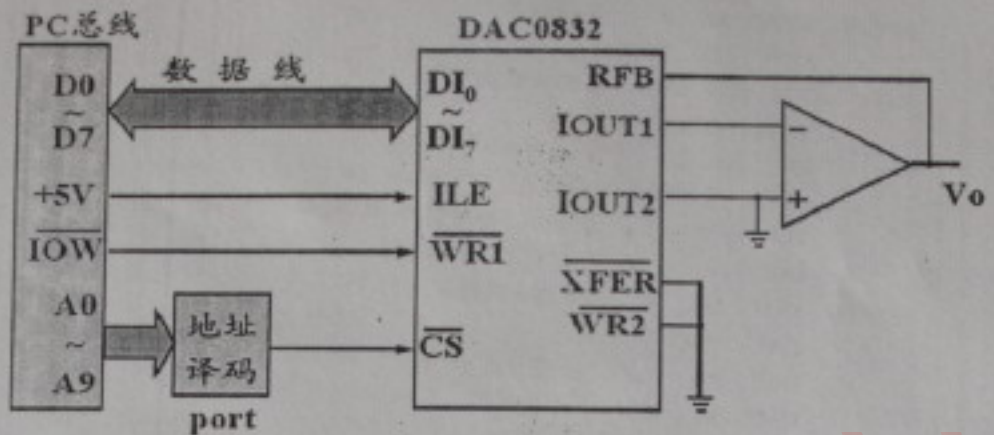 PC总线
DAC0832
D0
~
D7
数据线
DI₀
~
DI₇
RFB
IOUT1
−
+5V
ILE
IOUT2
+
Vo
IOW
WR1
XFER
A0
~
A9
地址
译码
CS
WR2
port